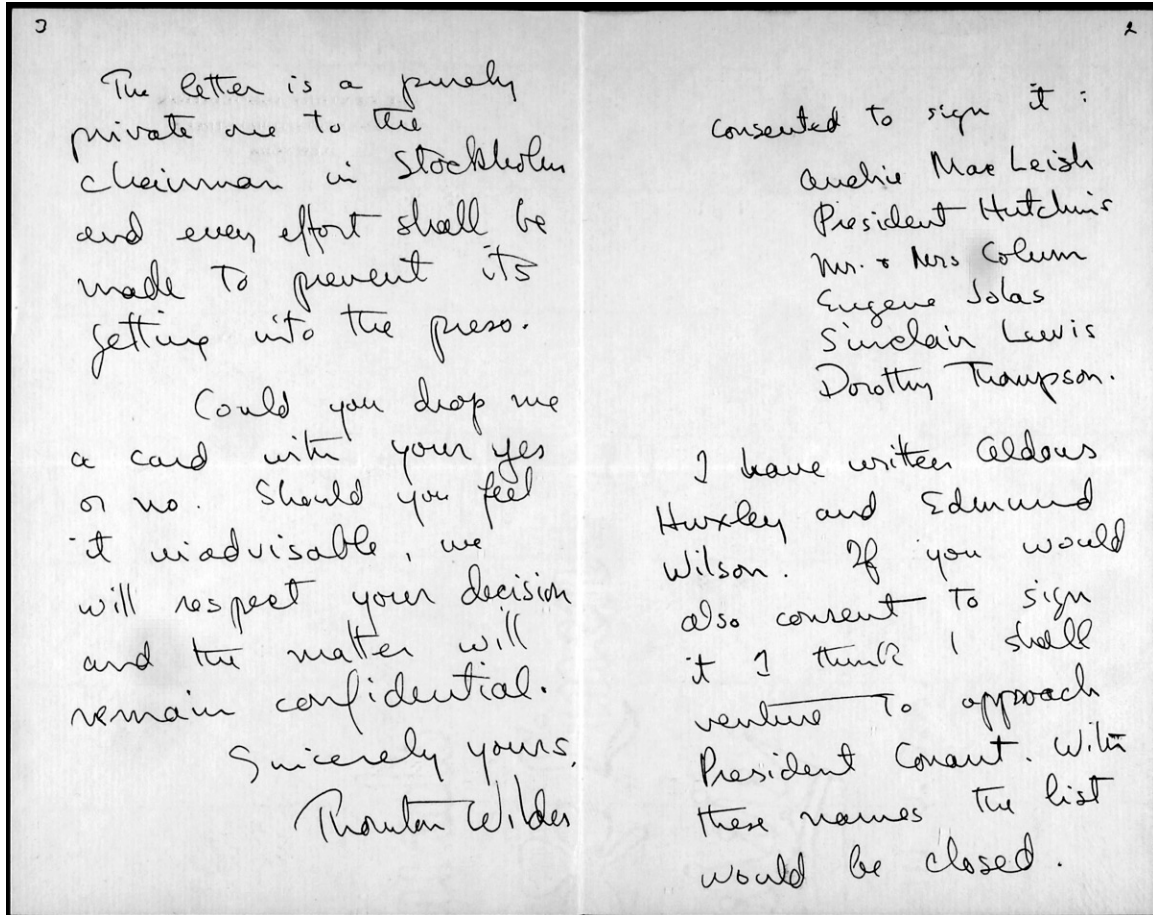 3
The letter is a purely
private one to the
chairman in Stockholm
and every effort shall be
made to prevent its
getting into the press.
Could you drop me
a card with your yes
or no. Should you feel
it inadvisable, we
will respect your decision
and the matter will
remain confidential.
Sincerely yours,
Thornton Wilder
2
consented to sign it :
Archie MacLeish
President Hutchins
Mr. & Mrs Colum
Eugene Jolas
Sinclair Lewis
Dorothy Thompson.
I have written Aldous
Huxley and Edmund
Wilson. If you would
also consent to sign
it I think I shall
venture to approach
President Conant. With
these names the list
would be closed.